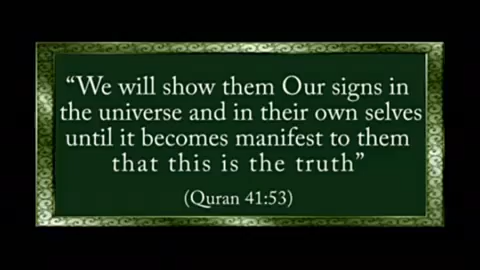 “We will show them Our signs in
the universe and in their own selves
until it becomes manifest to them
that this is the truth”
(Quran 41:53)